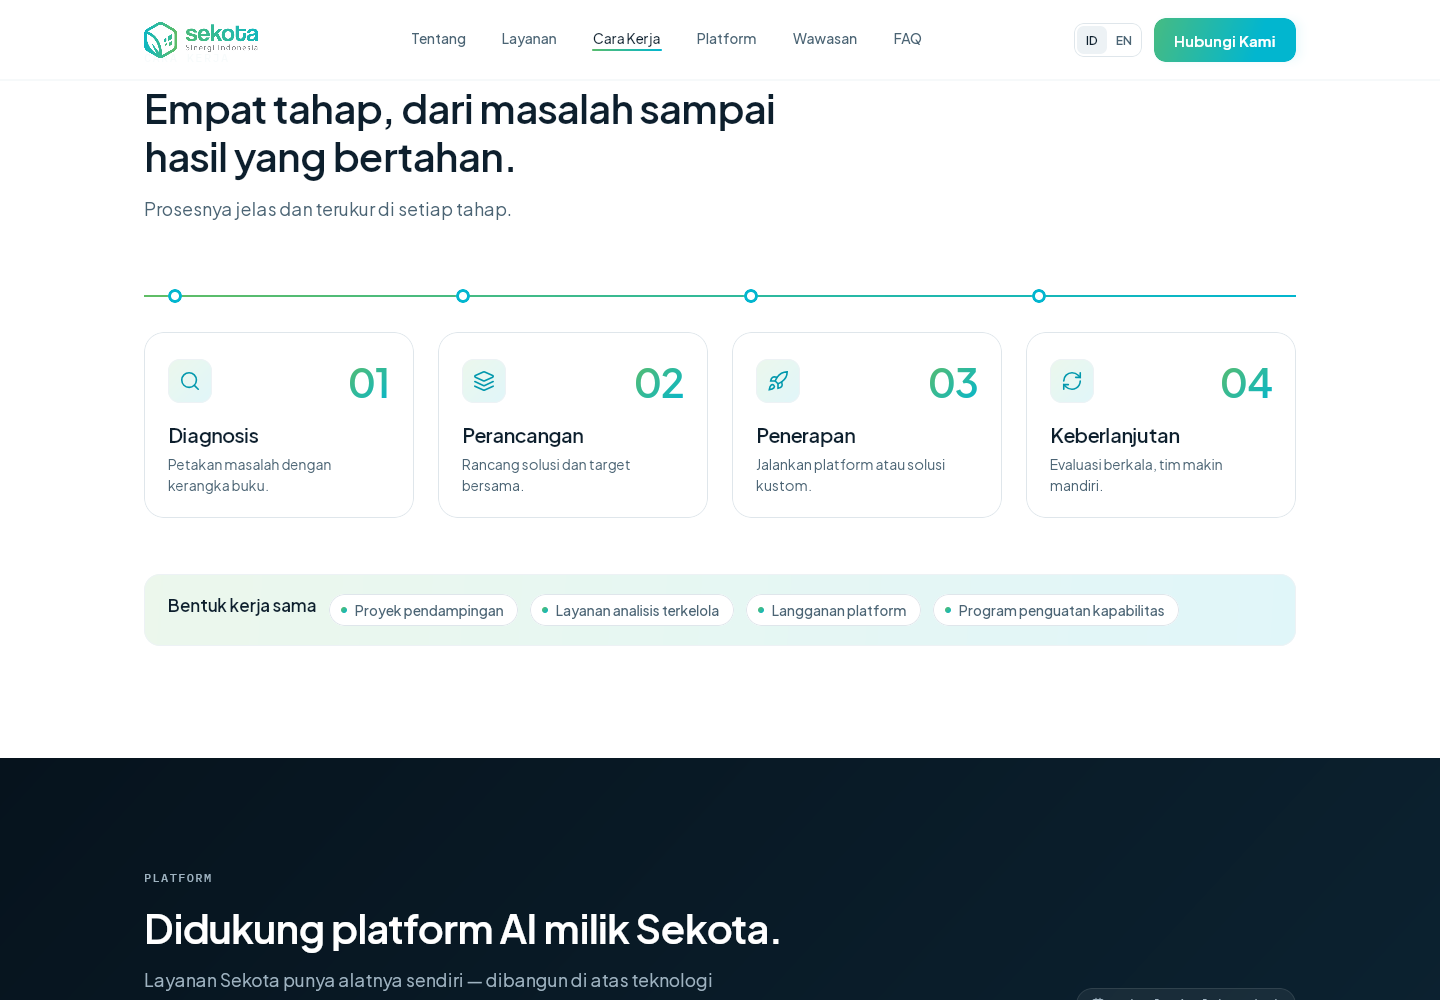 sekota
Sinergi Indonesia
Tentang
Layanan
Cara Kerja
Platform
Wawasan
FAQ
ID
EN
Hubungi Kami
Empat tahap, dari masalah sampai
hasil yang bertahan.
Prosesnya jelas dan terukur di setiap tahap.
01
Diagnosis
Petakan masalah dengan
kerangka buku.
02
Perancangan
Rancang solusi dan target
bersama.
03
Penerapan
Jalankan platform atau solusi
kustom.
04
Keberlanjutan
Evaluasi berkala, tim makin
mandiri.
Bentuk kerja sama
Proyek pendampingan
Layanan analisis terkelola
Langganan platform
Program penguatan kapabilitas
PLATFORM
Didukung platform AI milik Sekota.
Layanan Sekota punya alatnya sendiri — dibangun di atas teknologi